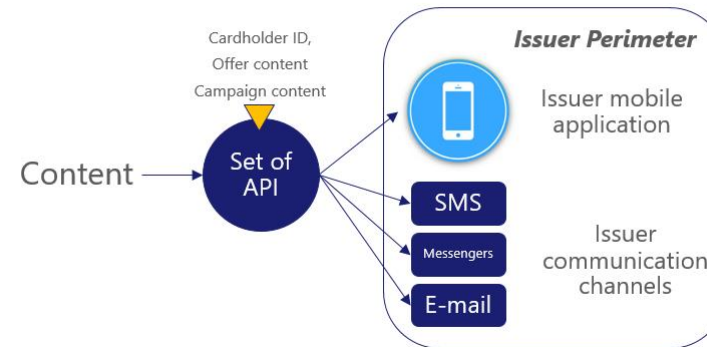 Cardholder ID,
Offer content
Campaign content
Content
Set of
API
Issuer Perimeter
Issuer mobile
application
SMS
Messengers
E-mail
Issuer
communication
channels